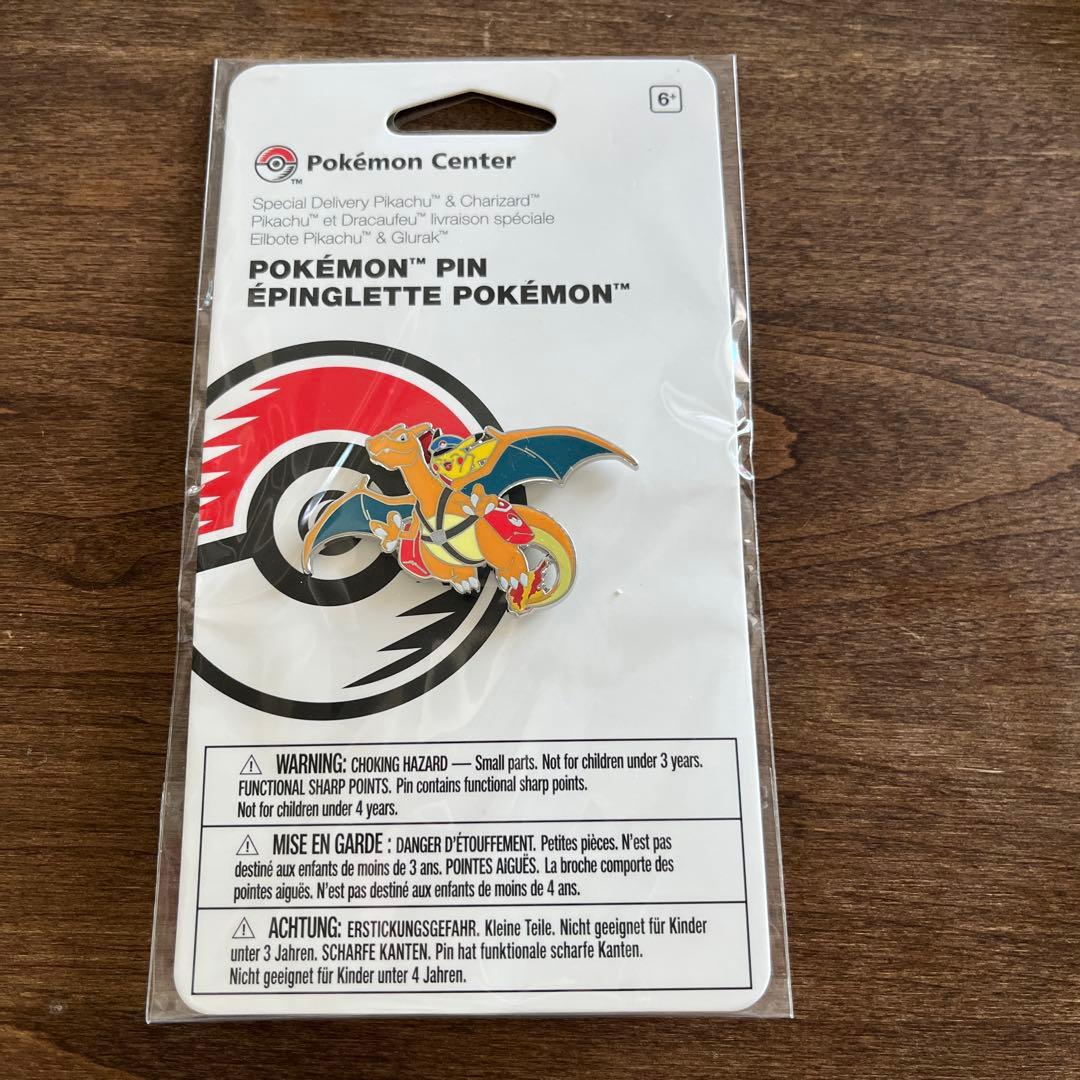 6+
Pokémon Center
TM
Special Delivery Pikachu™ & Charizard™
Pikachu™ et Dracaufeu™ livraison spéciale
Eilbote Pikachu™ & Glurak™
POKÉMON™ PIN
ÉPINGLETTE POKÉMON™
⚠ WARNING: CHOKING HAZARD — Small parts. Not for children under 3 years.
FUNCTIONAL SHARP POINTS. Pin contains functional sharp points.
Not for children under 4 years.
⚠ MISE EN GARDE : DANGER D'ÉTOUFFEMENT. Petites pièces. N'est pas
destiné aux enfants de moins de 3 ans. POINTES AIGUËS. La broche comporte des
pointes aiguës. N'est pas destiné aux enfants de moins de 4 ans.
⚠ ACHTUNG: ERSTICKUNGSGEFAHR. Kleine Teile. Nicht geeignet für Kinder
unter 3 Jahren. SCHARFE KANTEN. Pin hat funktionale scharfe Kanten.
Nicht geeignet für Kinder unter 4 Jahren.